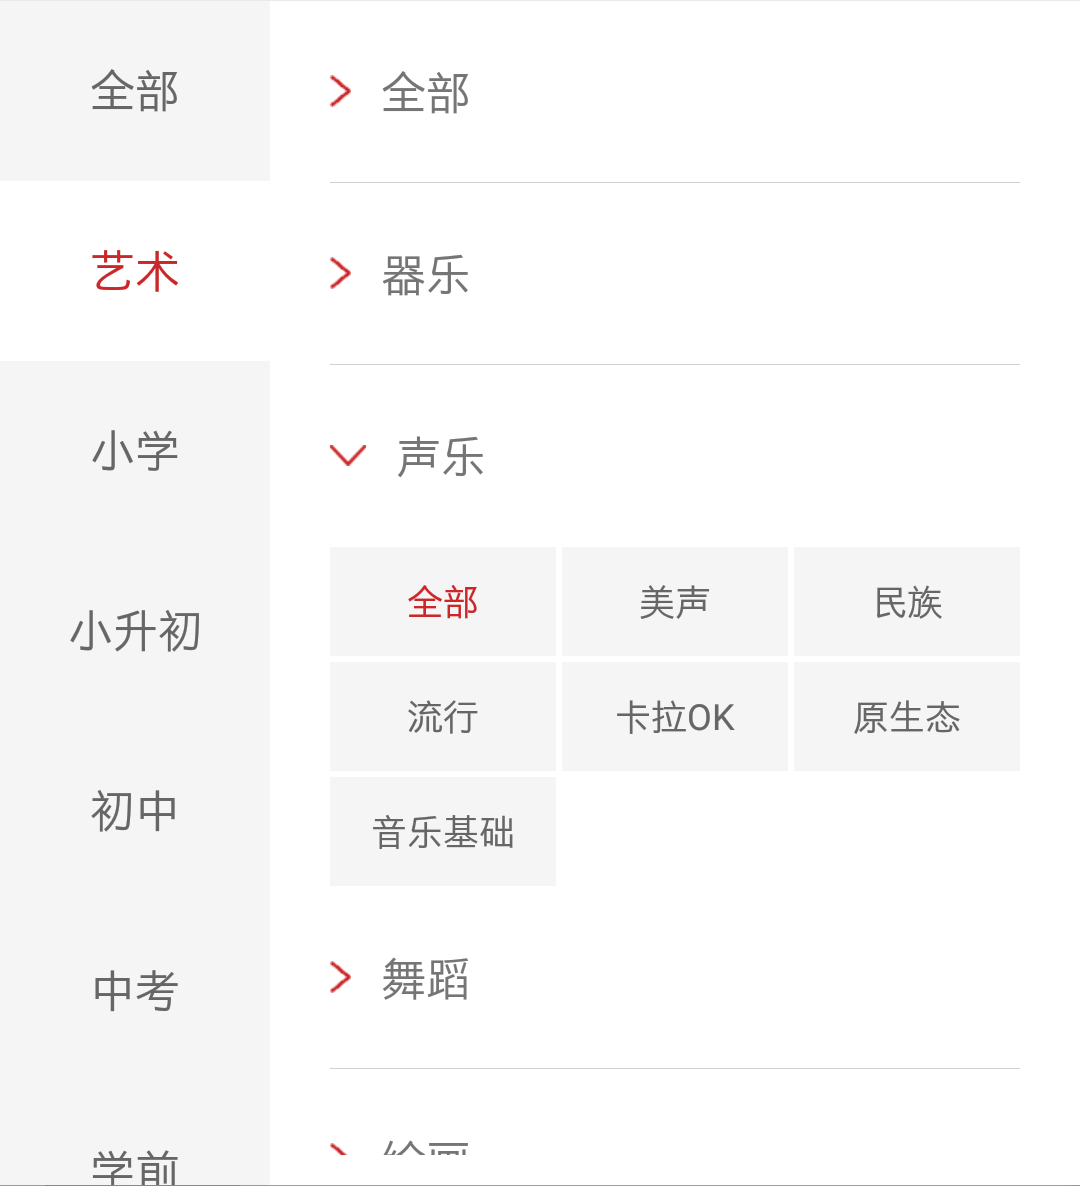 全部
艺术
小学
小升初
初中
中考
学前
全部
器乐
声乐
全部 美声 民族
流行 卡拉OK 原生态
音乐基础
舞蹈
绘画